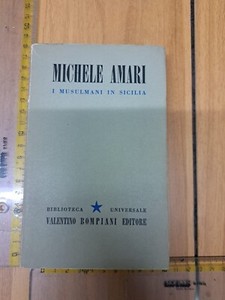 MICHELE AMARI
I MUSULMANI IN SICILIA
BIBLIOTECA ★ UNIVERSALE
VALENTINO BOMPIANI EDITORE